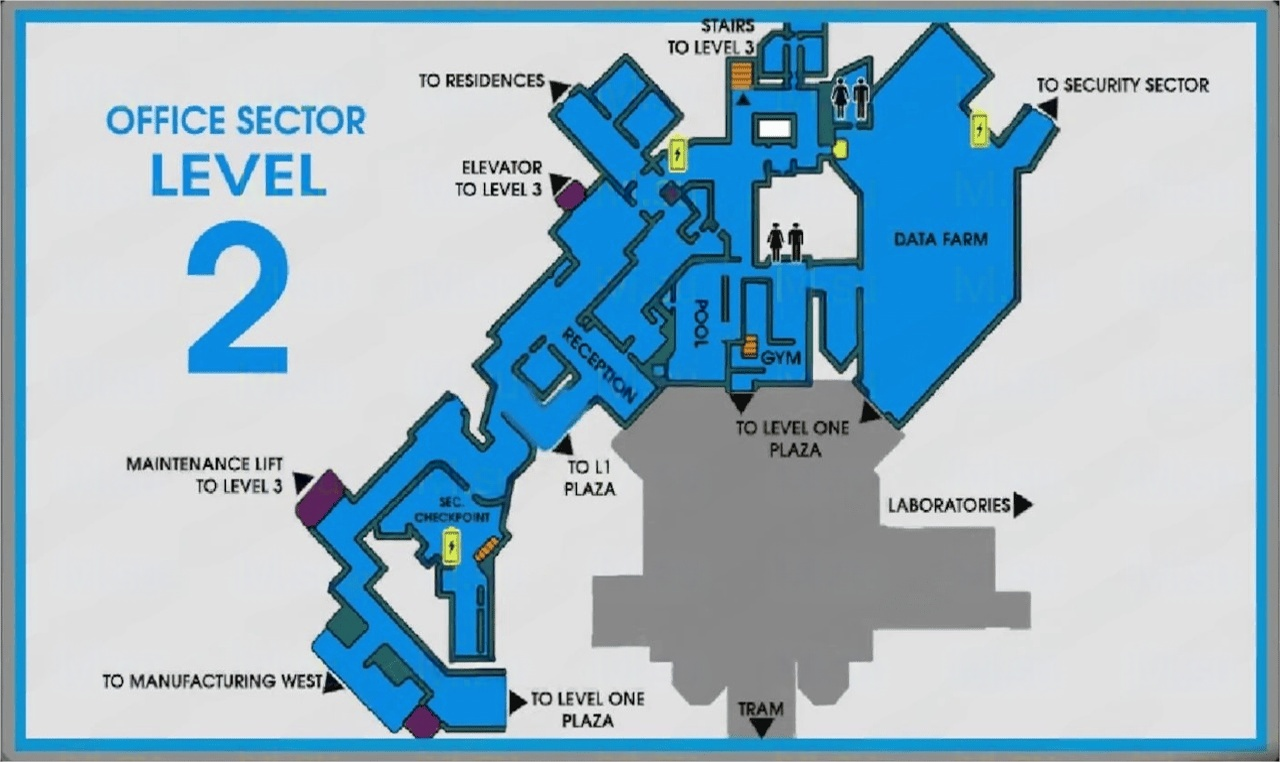 STAIRS
TO LEVEL 3
TO RESIDENCES
TO SECURITY SECTOR
OFFICE SECTOR
LEVEL
2
ELEVATOR
TO LEVEL 3
DATA FARM
POOL
RECEPTION
GYM
TO LEVEL ONE
PLAZA
MAINTENANCE LIFT
TO LEVEL 3
TO L1
PLAZA
SEC.
CHECKPOINT
LABORATORIES
TO MANUFACTURING WEST
TO LEVEL ONE
PLAZA
TRAM